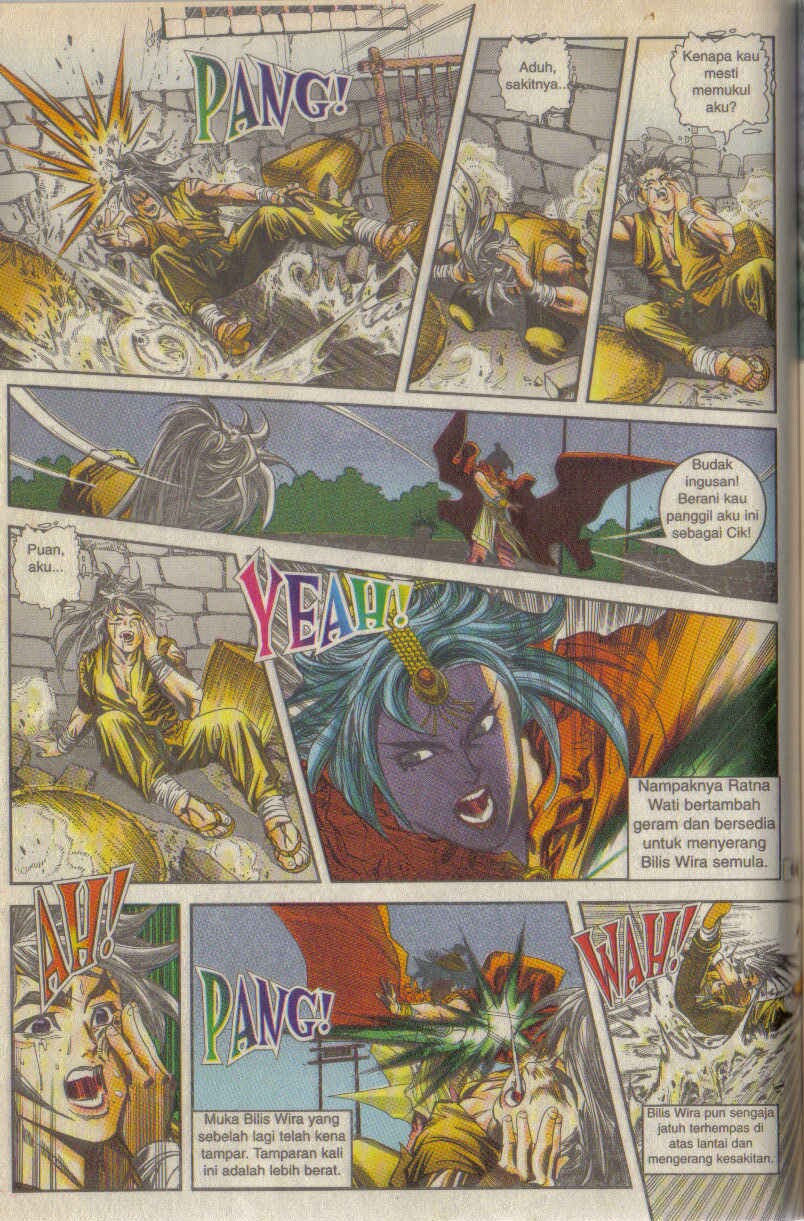 PANG!
Aduh,
sakitnya...
Kenapa kau
mesti
memukul
aku?
Budak
ingusan!
Berani kau
panggil aku ini
sebagai Cik!
Puan,
aku...
YEAH!
Nampaknya Ratna
Wati bertambah
geram dan bersedia
untuk menyerang
Bilis Wira semula.
AH!
PANG!
Muka Bilis Wira yang
sebelah lagi telah kena
tampar. Tamparan kali
ini adalah lebih berat.
WAH!
Bilis Wira pun sengaja
jatuh terhempas di
atas lantai dan
mengerang kesakitan.